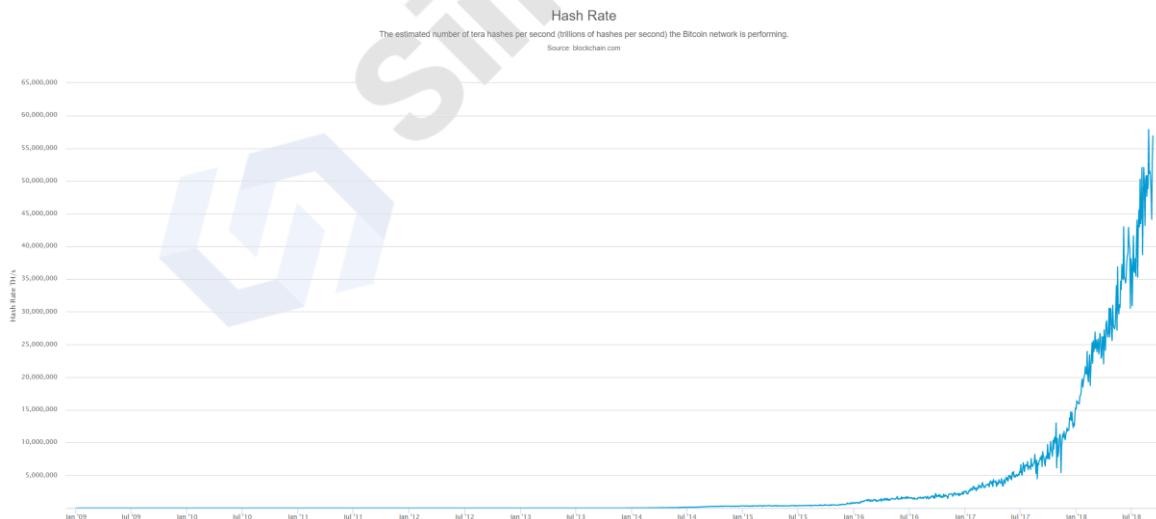 Hash Rate
The estimated number of tera hashes per second (trillions of hashes per second) the Bitcoin network is performing.
Source: blockchain.com
65,000,000
60,000,000
55,000,000
50,000,000
45,000,000
40,000,000
35,000,000
30,000,000
25,000,000
20,000,000
15,000,000
10,000,000
5,000,000
Hash Rate TH/s
Jan '09 Jul '09 Jan '10 Jul '10 Jan '11 Jul '11 Jan '12 Jul '12 Jan '13 Jul '13 Jan '14 Jul '14 Jan '15 Jul '15 Jan '16 Jul '16 Jan '17 Jul '17 Jan '18 Jul '18